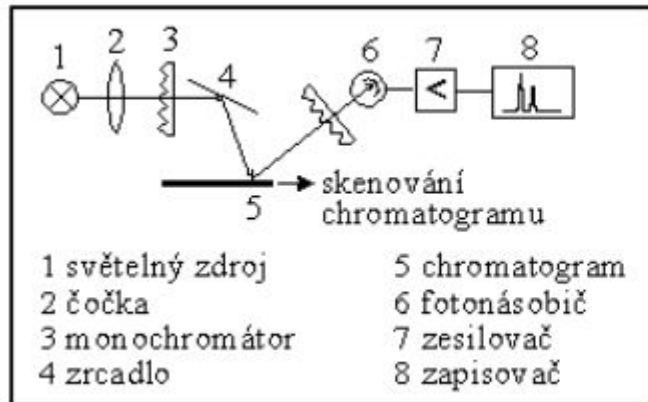 1 2 3 4 6 7 8
5
skenování
chromatogramu
1 světelný zdroj
2 čočka
3 monochromátor
4 zrcadlo
5 chromatogram
6 fotonásobič
7 zesilovač
8 zapisovač